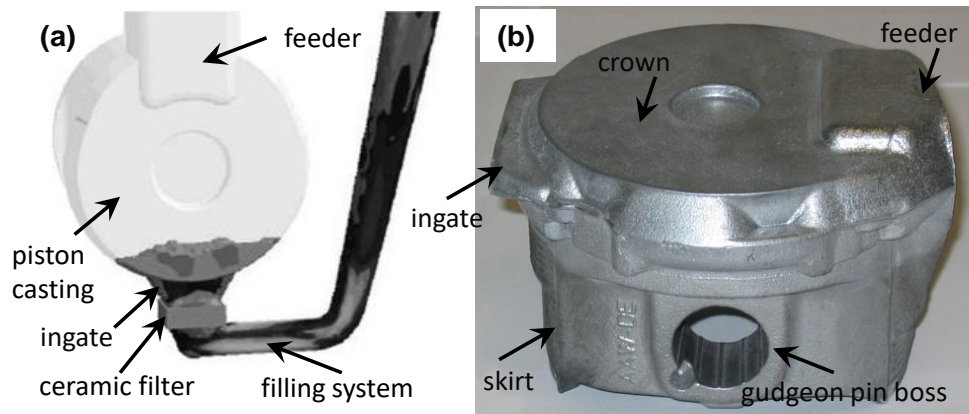 (a)
feeder
piston
casting
ingate
ceramic filter
filling system
(b)
crown
feeder
ingate
skirt
gudgeon pin boss